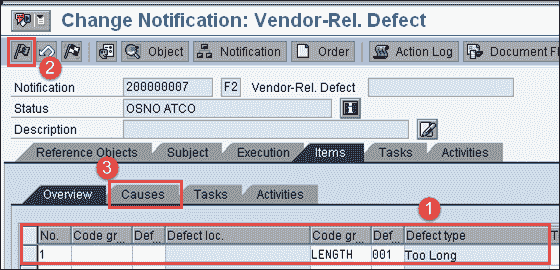 Change Notification: Vendor-Rel. Defect
Object Notification Order Action Log Document Fl
2
Notification 200000007 F2 Vendor-Rel. Defect
Status OSNO ATCO
Description
Reference Objects Subject Execution Items Tasks Activities
3
Overview Causes Tasks Activities
1
No. Code gr... Def... Defect loc. Code gr... Def... Defect type T
1 LENGTH 001 Too Long